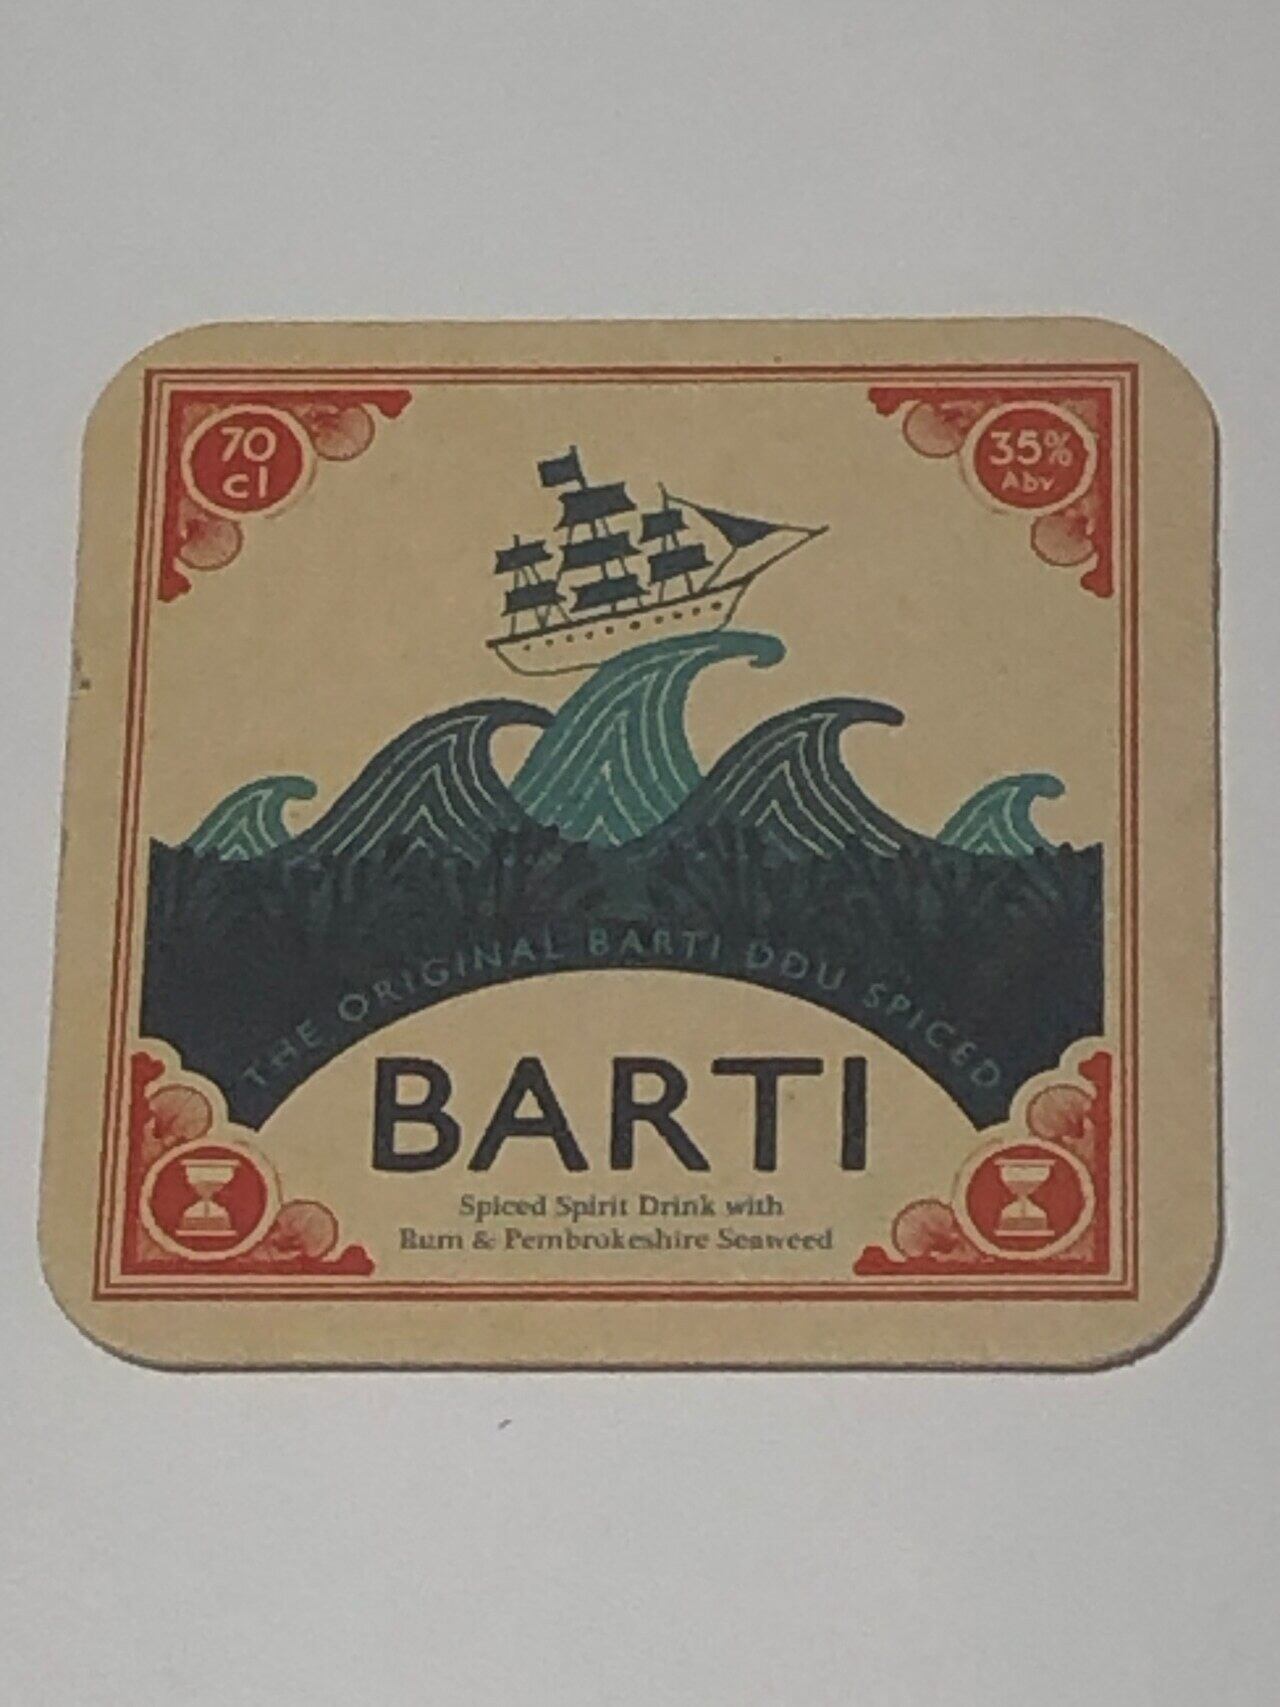 70
cl
35%
Abv
THE ORIGINAL BARTI DDU SPICED
BARTI
Spiced Spirit Drink with
Rum & Pembrokeshire Seaweed